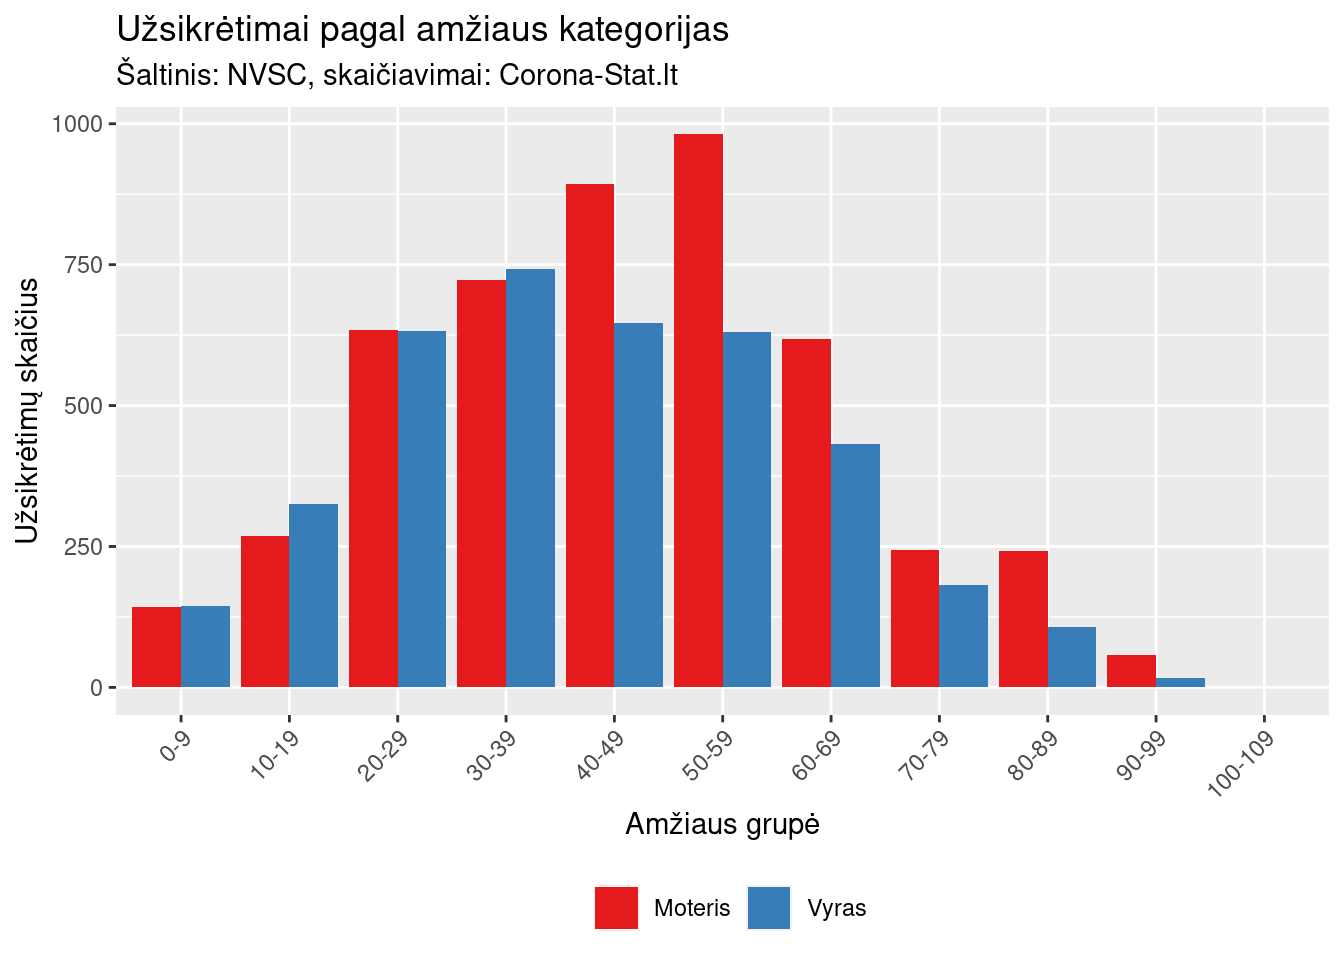 Užsikrėtimai pagal amžiaus kategorijas
Šaltinis: NVSC, skaičiavimai: Corona-Stat.lt
Užsikrėtimų skaičius
1000
750
500
250
0
0-9
10-19
20-29
30-39
40-49
50-59
60-69
70-79
80-89
90-99
100-109
Amžiaus grupė
Moteris
Vyras